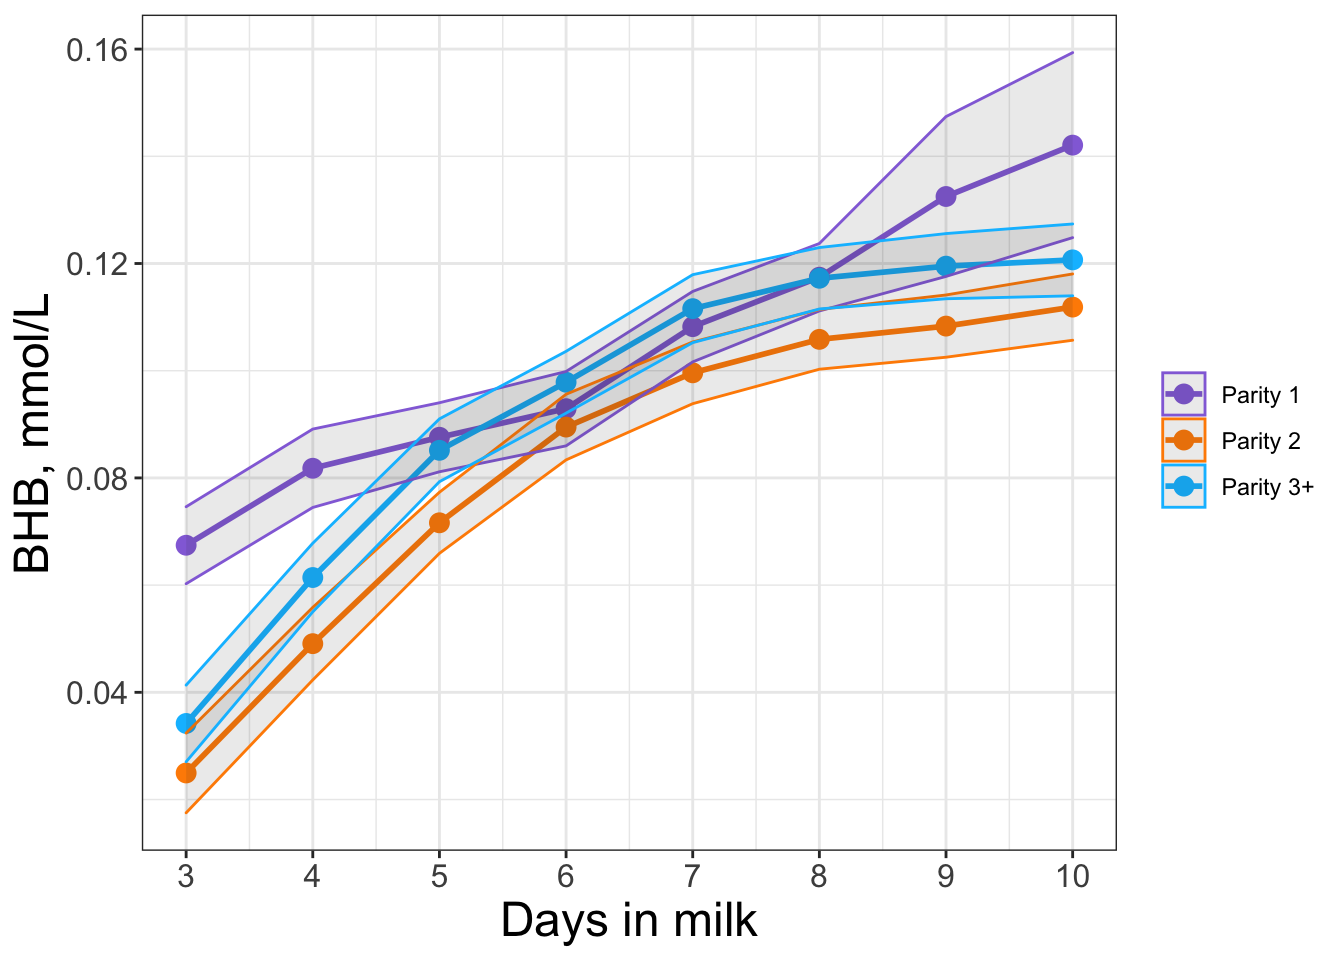 0.16
0.12
0.08
0.04
BHB, mmol/L
3 4 5 6 7 8 9 10
Days in milk
Parity 1
Parity 2
Parity 3+